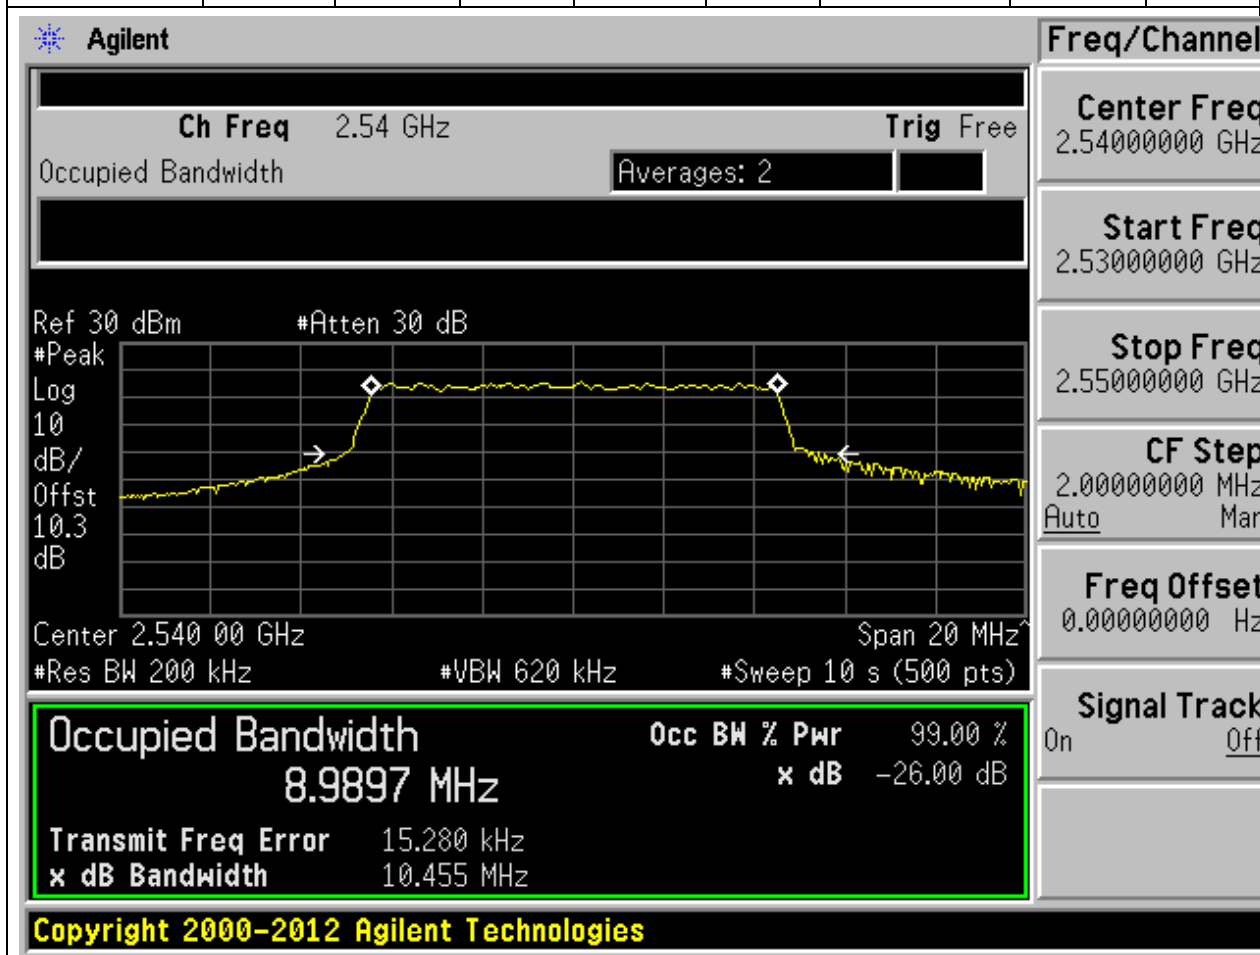 Agilent
Freq/Channel
Ch Freq 2.54 GHz Trig Free
Occupied Bandwidth Averages: 2
Center Freq
2.54000000 GHz
Start Freq
2.53000000 GHz
Stop Freq
2.55000000 GHz
CF Step
2.00000000 MHz
Auto Man
Freq Offset
0.00000000 Hz
Signal Track
On Off
Ref 30 dBm #Atten 30 dB
#Peak
Log
10
dB/
Offst
10.3
dB
Center 2.540 00 GHz Span 20 MHz^
#Res BW 200 kHz #VBW 620 kHz #Sweep 10 s (500 pts)
Occupied Bandwidth
8.9897 MHz
Occ BW % Pwr 99.00 %
x dB -26.00 dB
Transmit Freq Error 15.280 kHz
x dB Bandwidth 10.455 MHz
Copyright 2000-2012 Agilent Technologies